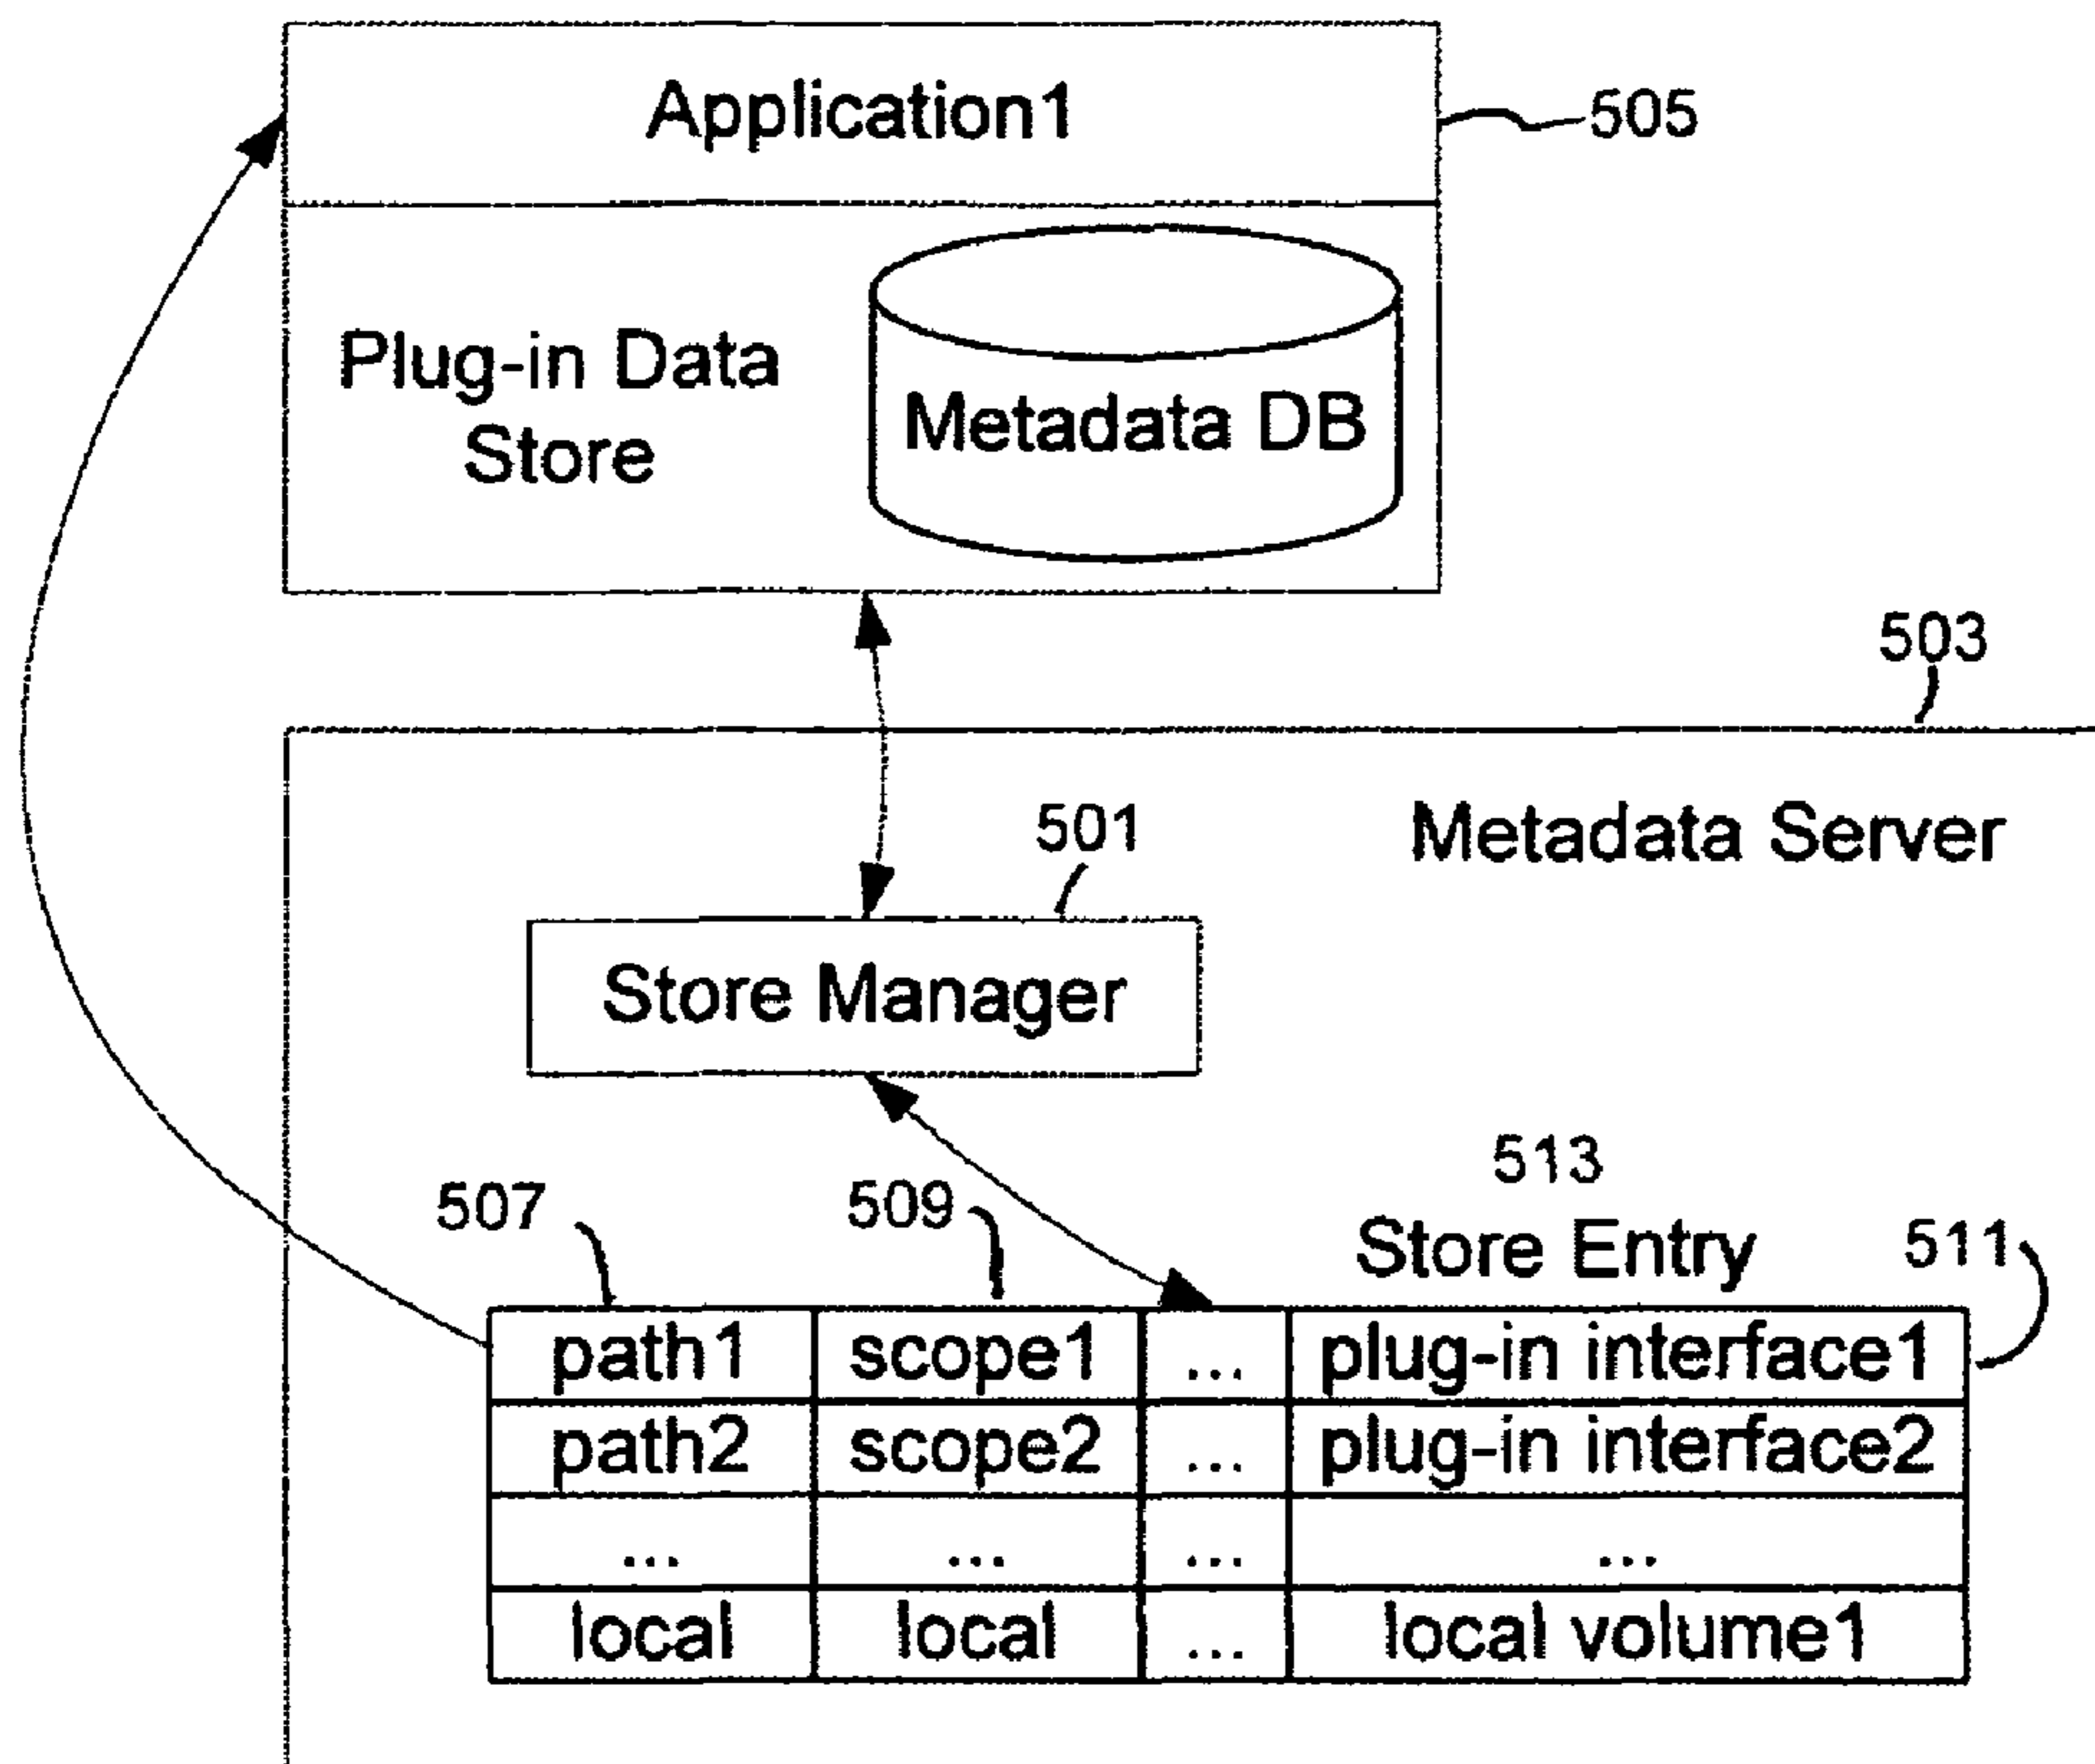 Application1
505
Plug-in Data
Store
Metadata DB
503
Metadata Server
501
Store Manager
513
507
509
Store Entry
511
path1 scope1 ... plug-in interface1
path2 scope2 ... plug-in interface2
... ... ... ...
local local ... local volume1